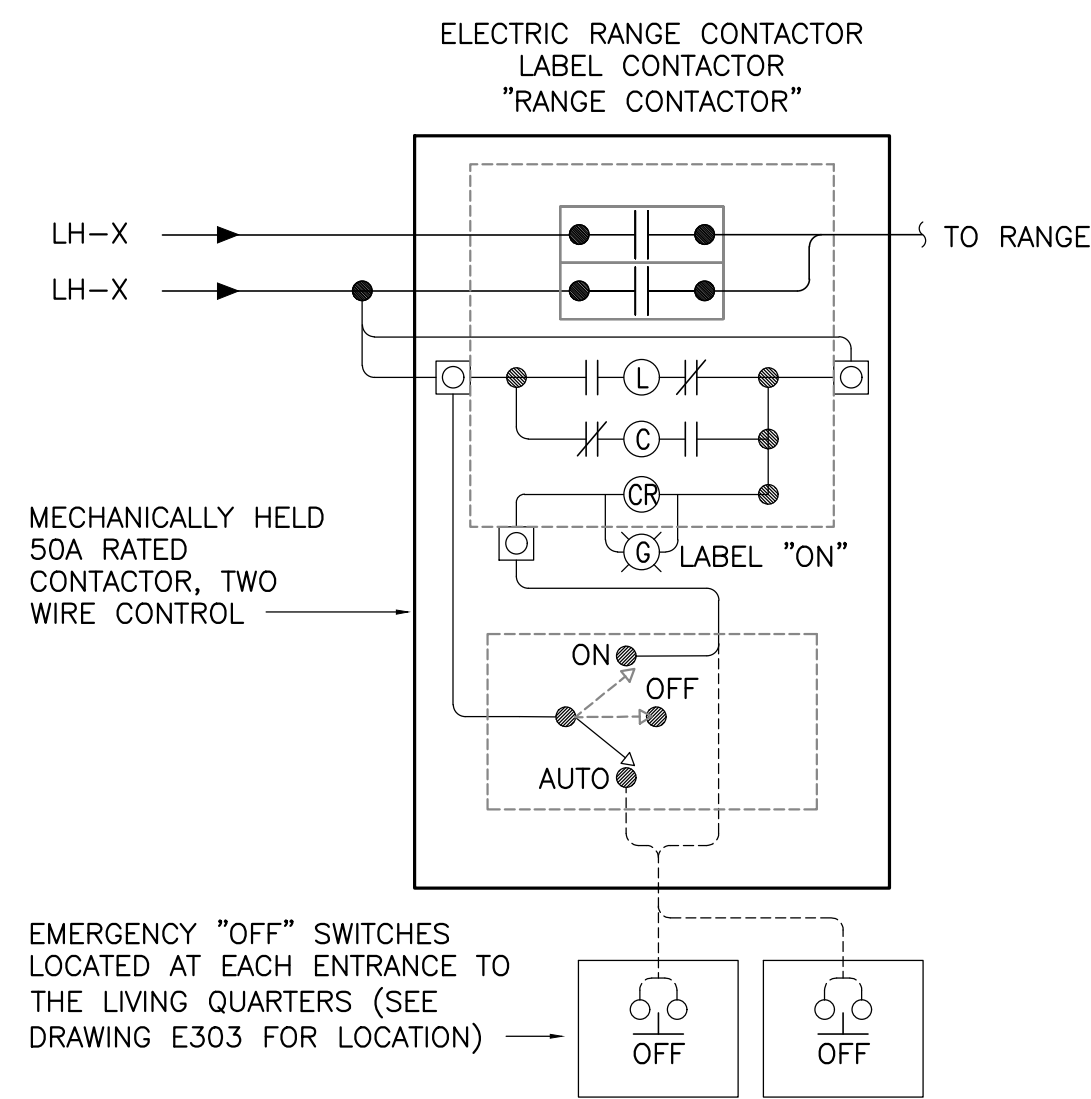 ELECTRIC RANGE CONTACTOR
LABEL CONTACTOR
"RANGE CONTACTOR"
LH-X
TO RANGE
LH-X
L
C
CR
G
LABEL "ON"
MECHANICALLY HELD
50A RATED
CONTACTOR, TWO
WIRE CONTROL
ON
OFF
AUTO
EMERGENCY "OFF" SWITCHES
LOCATED AT EACH ENTRANCE TO
THE LIVING QUARTERS (SEE
DRAWING E303 FOR LOCATION)
OFF
OFF